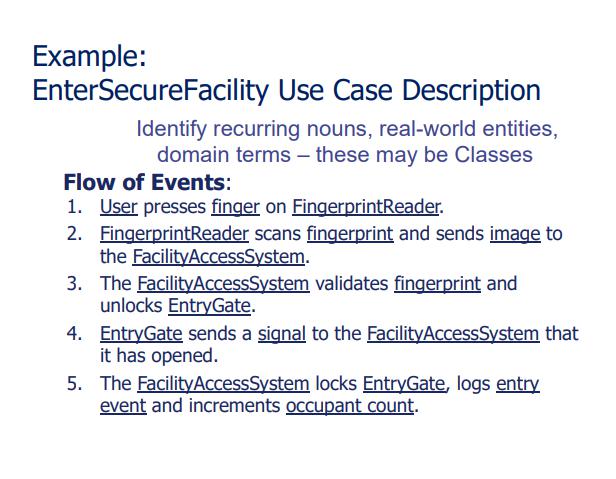 Example:
EnterSecureFacility Use Case Description
Identify recurring nouns, real-world entities,
domain terms – these may be Classes
Flow of Events:
1. User presses finger on FingerprintReader.
2. FingerprintReader scans fingerprint and sends image to
the FacilityAccessSystem.
3. The FacilityAccessSystem validates fingerprint and
unlocks EntryGate.
4. EntryGate sends a signal to the FacilityAccessSystem that
it has opened.
5. The FacilityAccessSystem locks EntryGate, logs entry
event and increments occupant count.